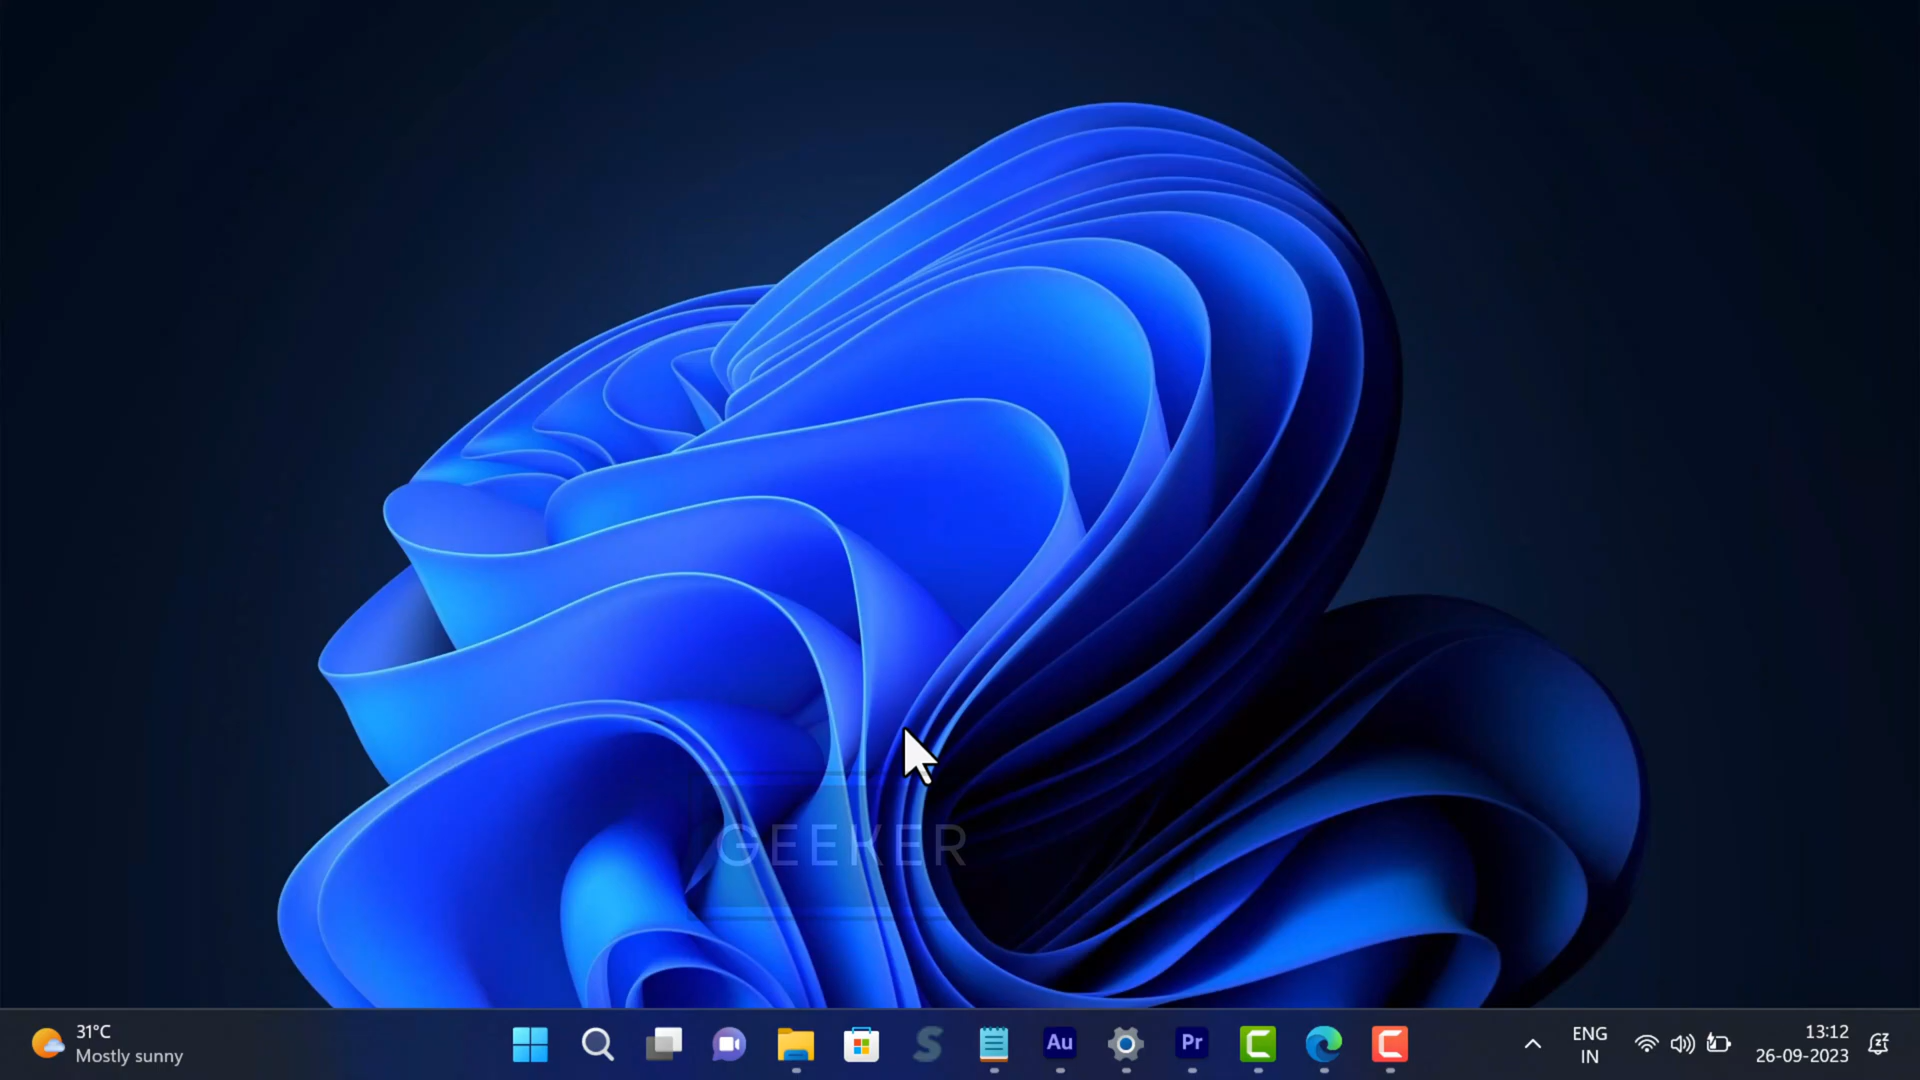 GEEKER
31°C
Mostly sunny
S
Au
Pr
ENG
IN
13:12
26-09-2023